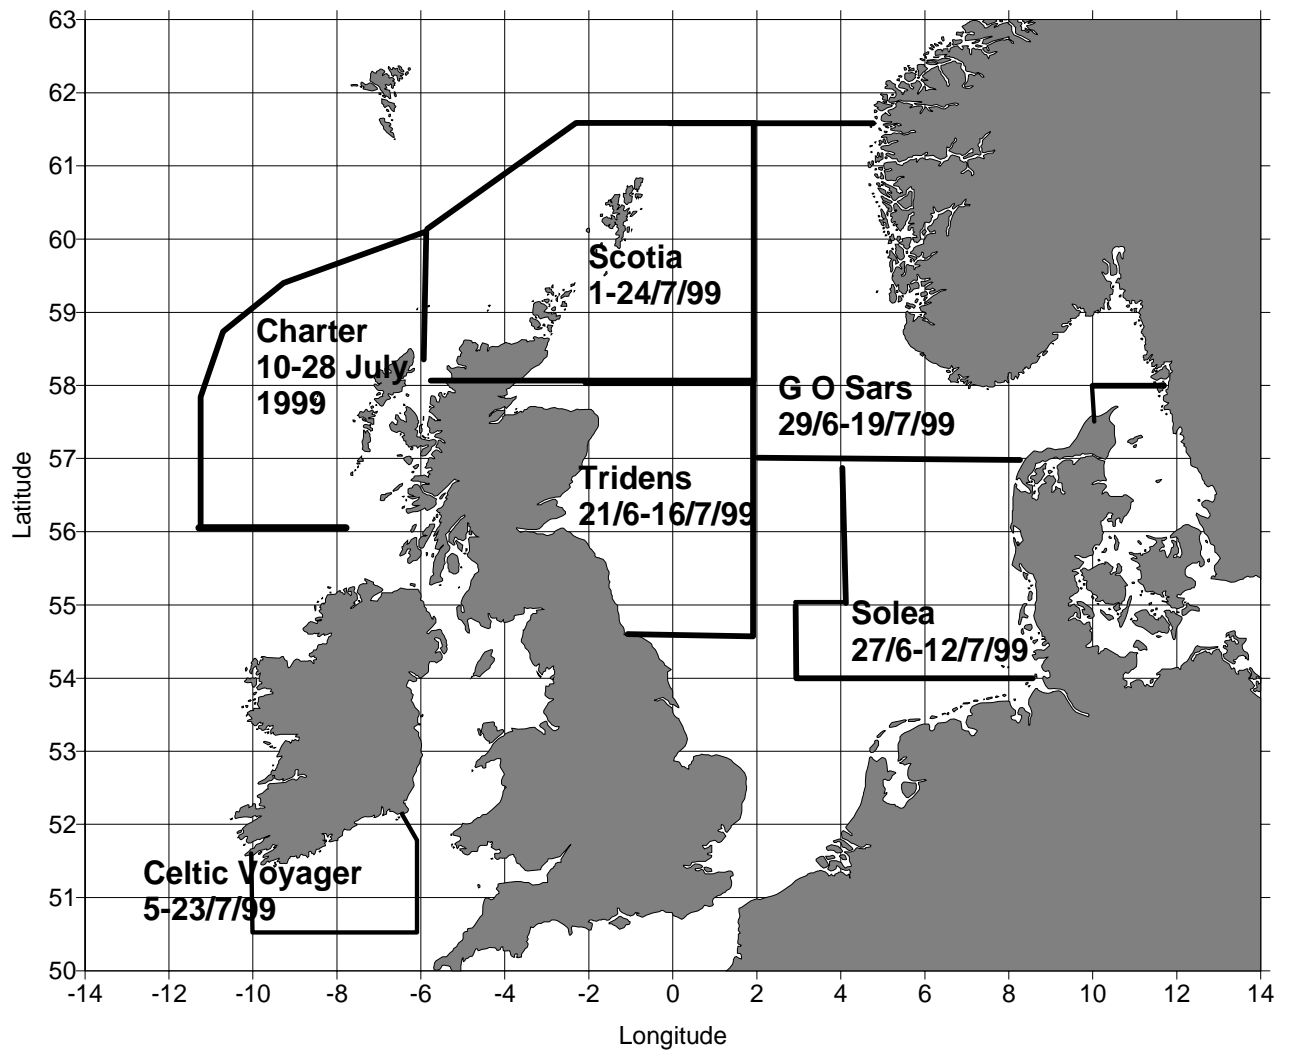 63
62
61
60
59
58
57
56
55
54
53
52
51
50
Latitude
Scotia
1-24/7/99
Charter
10-28 July
1999
G O Sars
29/6-19/7/99
Tridens
21/6-16/7/99
Solea
27/6-12/7/99
Celtic Voyager
5-23/7/99
-14 -12 -10 -8 -6 -4 -2 0 2 4 6 8 10 12 14
Longitude